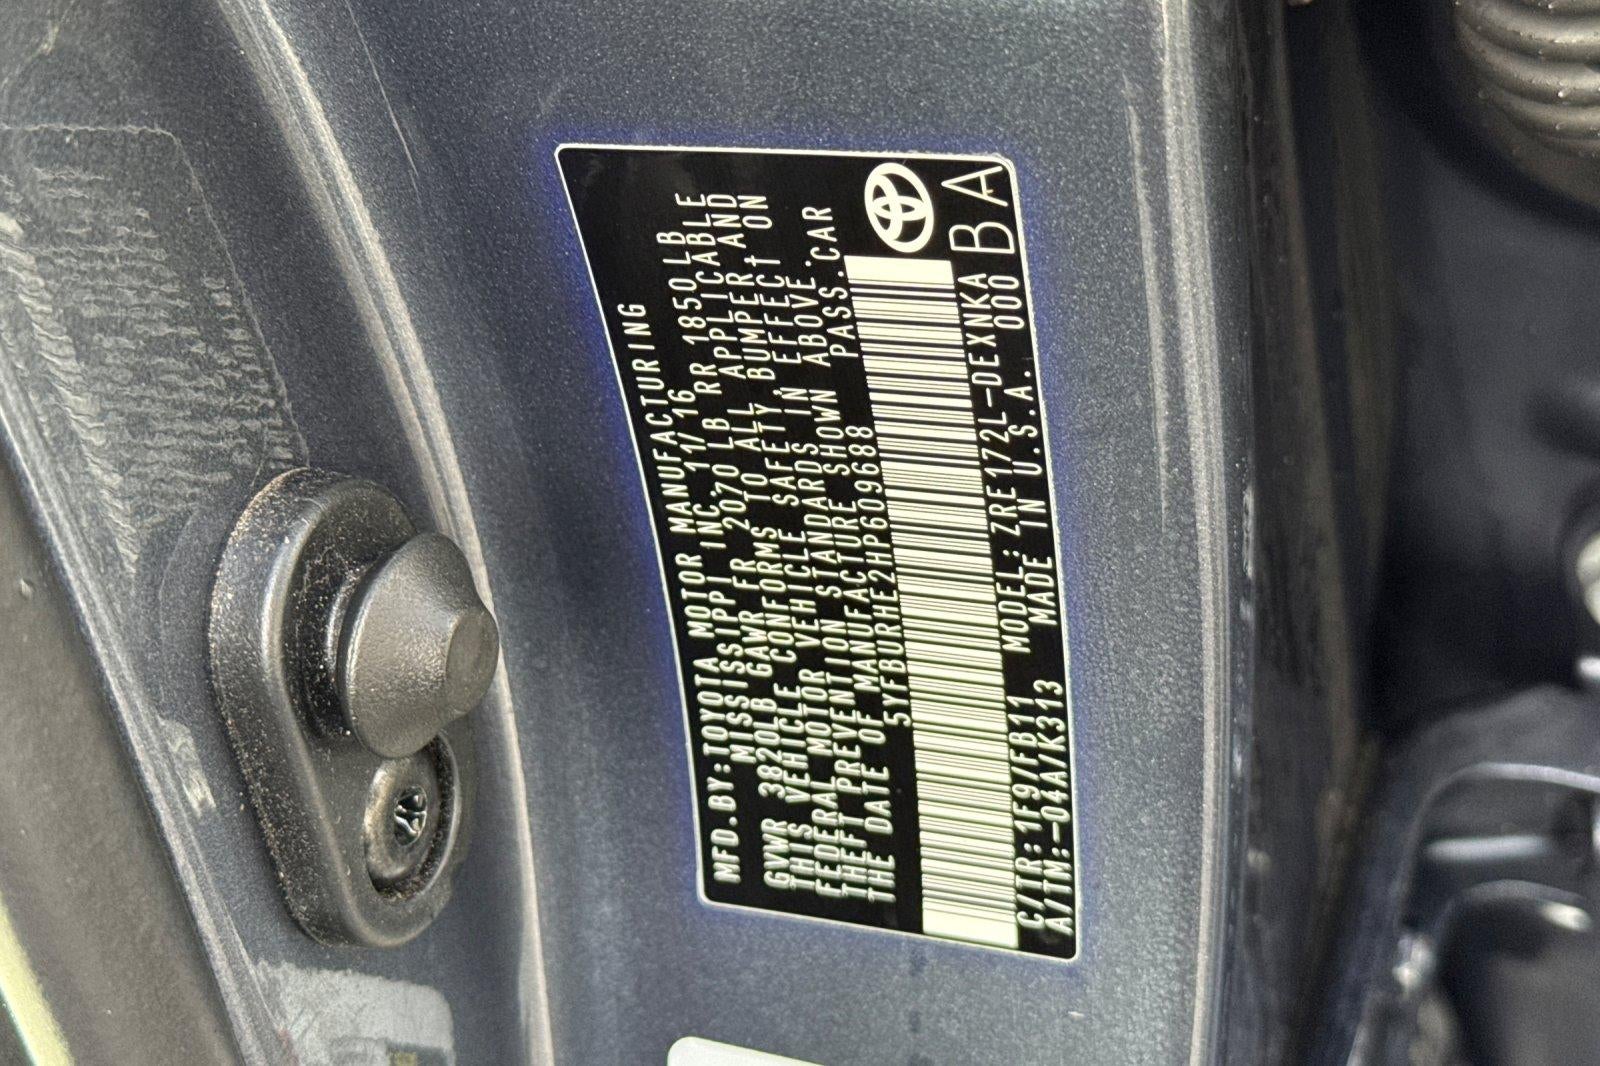 MFD.BY:TOYOTA MOTOR MANUFACTURING
MISSISSIPPI INC. 11/16
GVWR 3820LB GAWR FR 2070 LB RR 1850LB
THIS VEHICLE CONFORMS TO ALL APPLICABLE
FEDERAL MOTOR VEHICLE SAFETY, BUMPER, AND
THEFT PREVENTION STANDARDS IN EFFECT ON
THE DATE OF MANUFACTURE SHOWN ABOVE.
5YFBURHE2HP609688 PASS.CAR
C/TR:1F9/FB11 MODEL:ZRE172L-DEXNKA
A/TM:-04A/K313 MADE IN U.S.A. 000
BA